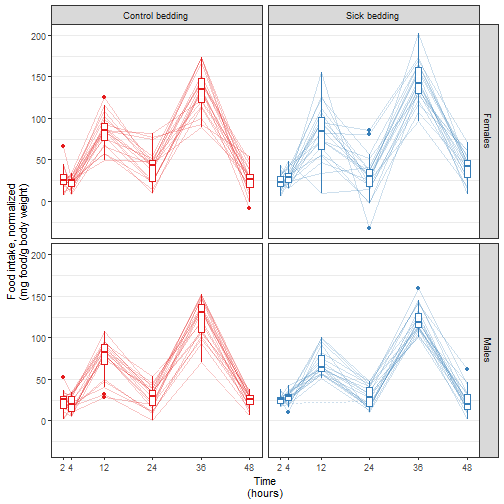 Control bedding
Sick bedding
Food intake, normalized
(mg food/g body weight)
200
150
100
50
0
Females
200
150
100
50
0
Males
2 4 12 24 36 48
2 4 12 24 36 48
Time
(hours)